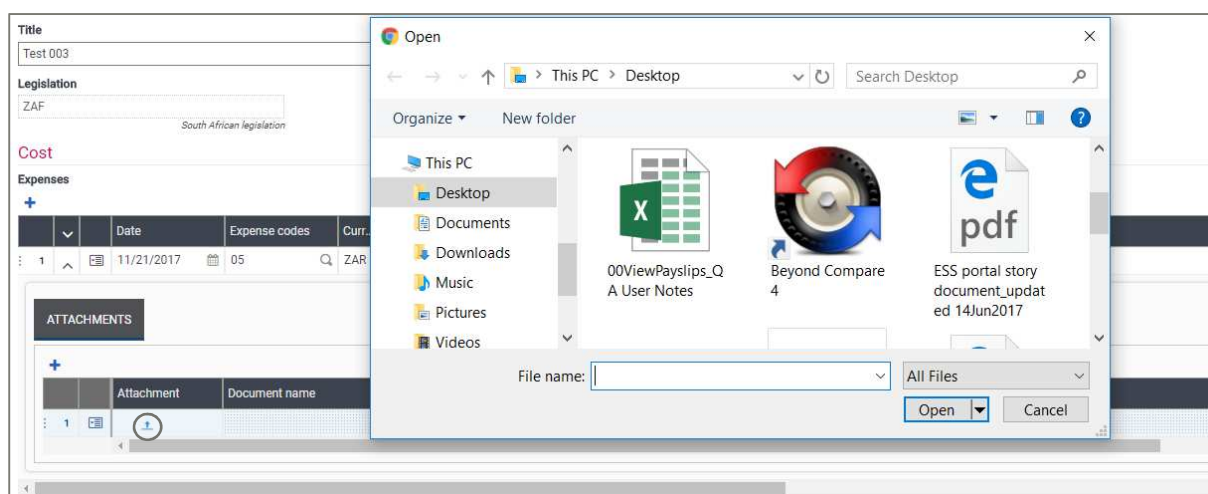 Title
Test 003
Legislation
ZAF
South African legislation
Cost
Expenses
Date Expense codes Curr..
1 11/21/2017 05 ZAR
ATTACHMENTS
Attachment Document name
1
Open
This PC > Desktop
Search Desktop
Organize New folder
This PC
Desktop
Documents
Downloads
Music
Pictures
Videos
X
00ViewPayslips_Q
A User Notes
Beyond Compare
4
e
pdf
ESS portal story
document_updat
ed 14Jun2017
File name:
All Files
Open Cancel